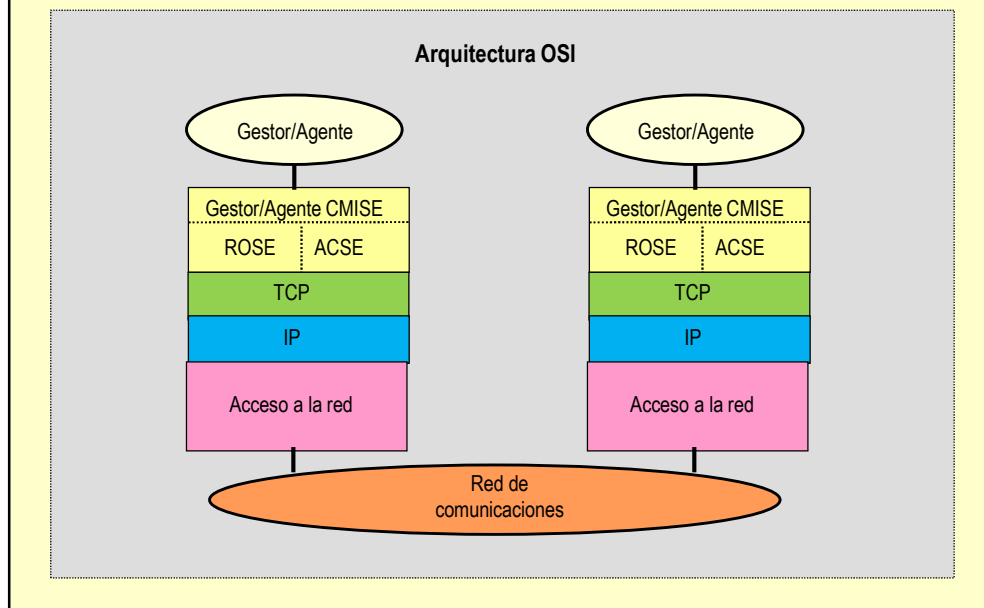 Arquitectura OSI
Gestor/Agente
Gestor/Agente
Gestor/Agente CMISE
ROSE
ACSE
TCP
IP
Acceso a la red
Gestor/Agente CMISE
ROSE
ACSE
TCP
IP
Acceso a la red
Red de
comunicaciones